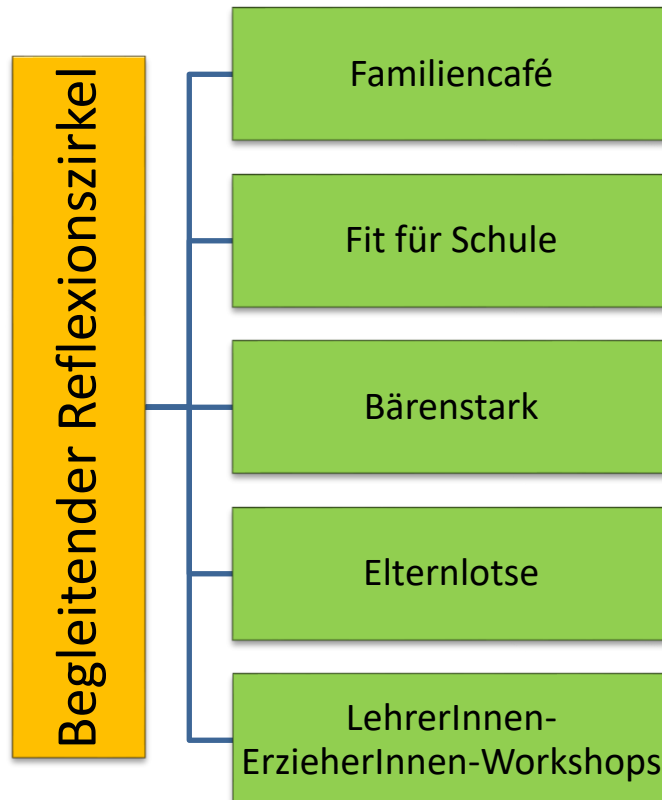 Begleitender Reflexionszirkel
Familiencafé
Fit für Schule
Bärenstark
Elternlotse
LehrerInnen-
ErzieherInnen-Workshops